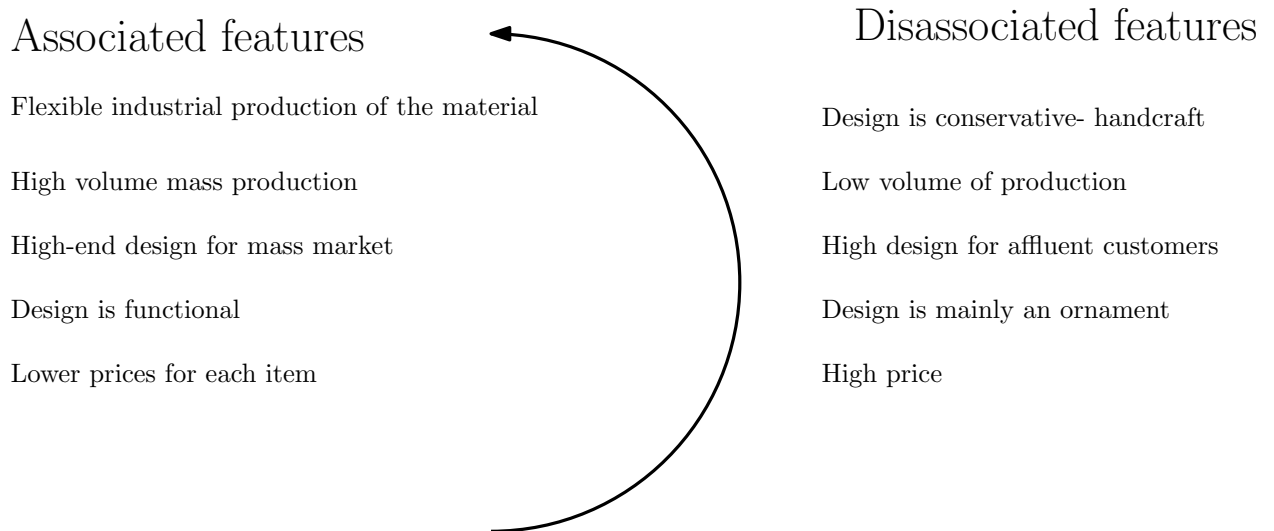 Associated features
Flexible industrial production of the material
High volume mass production
High-end design for mass market
Design is functional
Lower prices for each item
Disassociated features
Design is conservative- handcraft
Low volume of production
High design for affluent customers
Design is mainly an ornament
High price